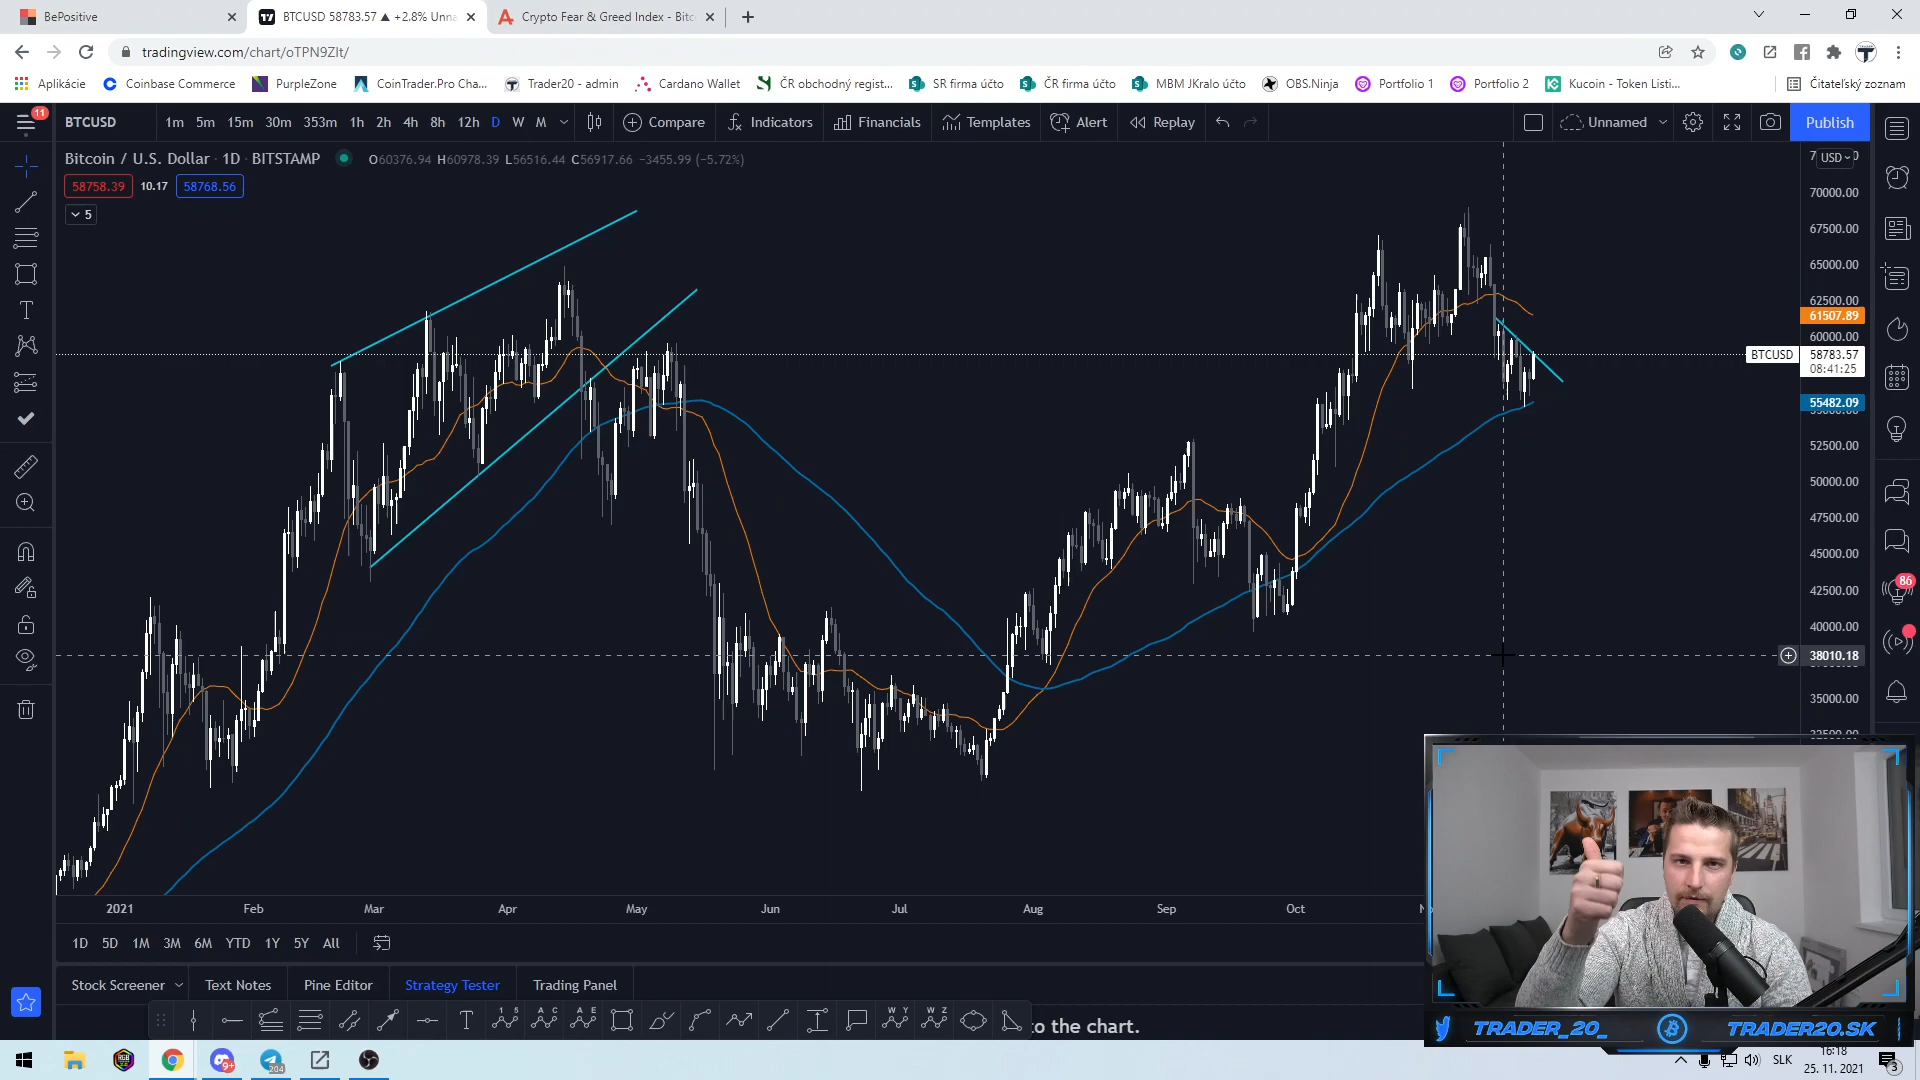 BePositive
BTCUSD 58783.57 ▲ +2.8% Unna
Crypto Fear & Greed Index - Bitc
tradingview.com/chart/oTPN9ZIt/
Aplikácie
Coinbase Commerce
PurpleZone
CoinTrader.Pro Cha...
Trader20 - admin
Cardano Wallet
ČR obchodný regist...
SR firma účto
ČR firma účto
MBM JKralo účto
OBS.Ninja
Portfolio 1
Portfolio 2
Kucoin - Token Listi...
Čitateľský zoznam
11
BTCUSD
1m 5m 15m 30m 353m 1h 2h 4h 8h 12h D W M
Compare
Indicators
Financials
Templates
Alert
Replay
Unnamed
Publish
Bitcoin / U.S. Dollar · 1D · BITSTAMP
O60376.94 H60978.39 L56516.44 C56917.66 −3455.99 (−5.72%)
58758.39 10.17 58768.56
5
USD
70000.00
67500.00
65000.00
62500.00
61507.89
60000.00
BTCUSD 58783.57
08:41:25
55482.09
52500.00
50000.00
47500.00
45000.00
42500.00
40000.00
38010.18
35000.00
86
2021 Feb Mar Apr May Jun Jul Aug Sep Oct
1D 5D 1M 3M 6M YTD 1Y 5Y All
Stock Screener
Text Notes
Pine Editor
Strategy Tester
Trading Panel
to the chart.
TRADER_20_
TRADER20.SK
9+
204
SLK
16:18
25. 11. 2021
3